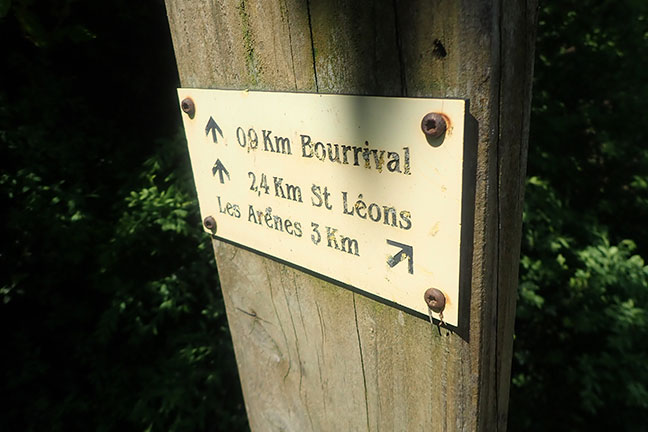 ↑ 0,9 Km Bourrival
↑ 2,4 Km St Léons
Les Arènes 3 Km ↗